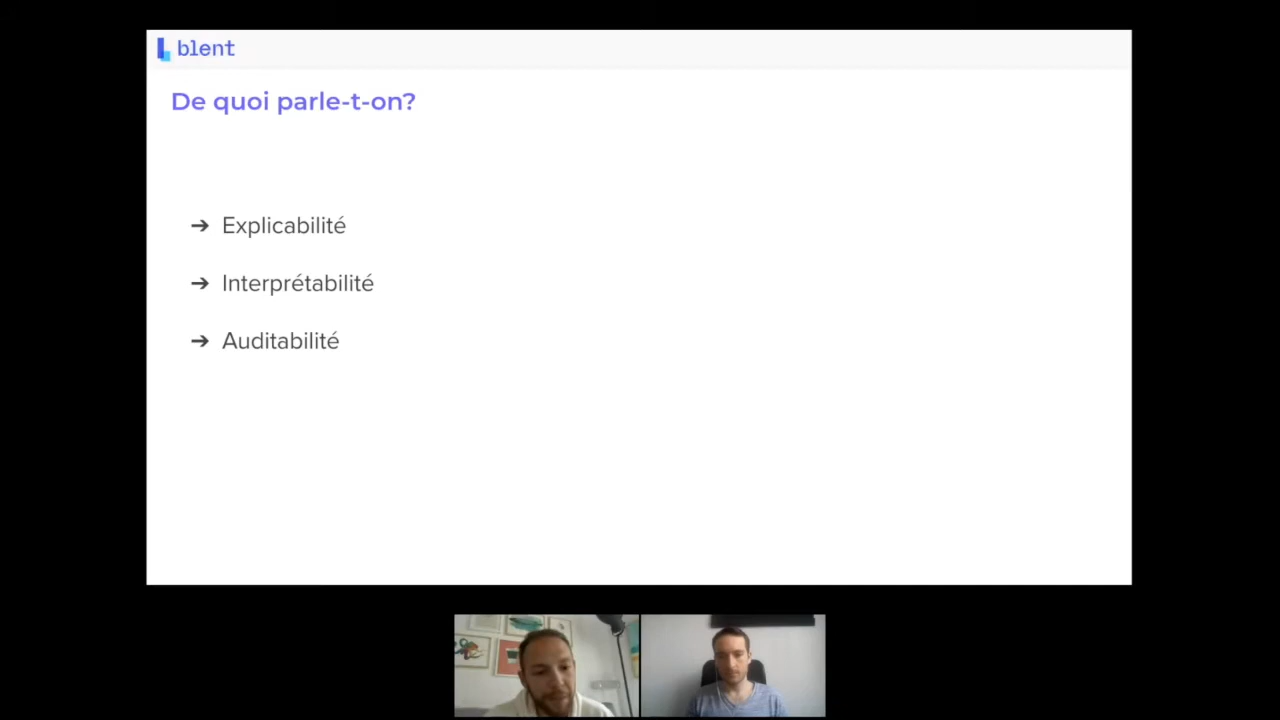 blent
De quoi parle-t-on?
➔ Explicabilité
➔ Interprétabilité
➔ Auditabilité